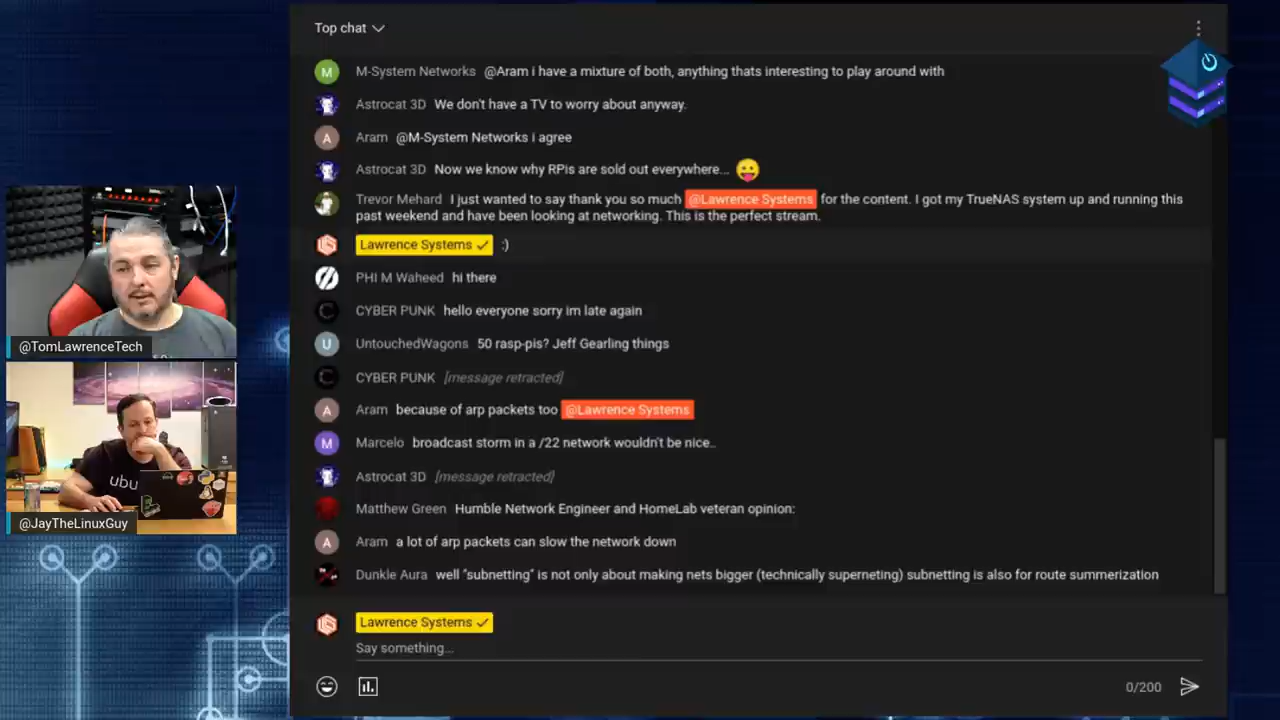 Top chat
M M-System Networks @Aram i have a mixture of both, anything thats interesting to play around with
Astrocat 3D We don't have a TV to worry about anyway.
A Aram @M-System Networks i agree
Astrocat 3D Now we know why RPIs are sold out everywhere... 😛
Trevor Mehard I just wanted to say thank you so much @Lawrence Systems for the content. I got my TrueNAS system up and running this
past weekend and have been looking at networking. This is the perfect stream.
Lawrence Systems :)
PHI M Waheed hi there
CYBER PUNK hello everyone sorry im late again
U UntouchedWagons 50 rasp-pis? Jeff Gearling things
CYBER PUNK [message retracted]
A Aram because of arp packets too @Lawrence Systems
M Marcelo broadcast storm in a /22 network wouldn't be nice..
Astrocat 3D [message retracted]
Matthew Green Humble Network Engineer and HomeLab veteran opinion:
A Aram a lot of arp packets can slow the network down
Dunkle Aura well "subnetting" is not only about making nets bigger (technically superneting) subnetting is also for route summerization
Lawrence Systems
Say something...
0/200
@TomLawrenceTech
ubu
@JayTheLinuxGuy